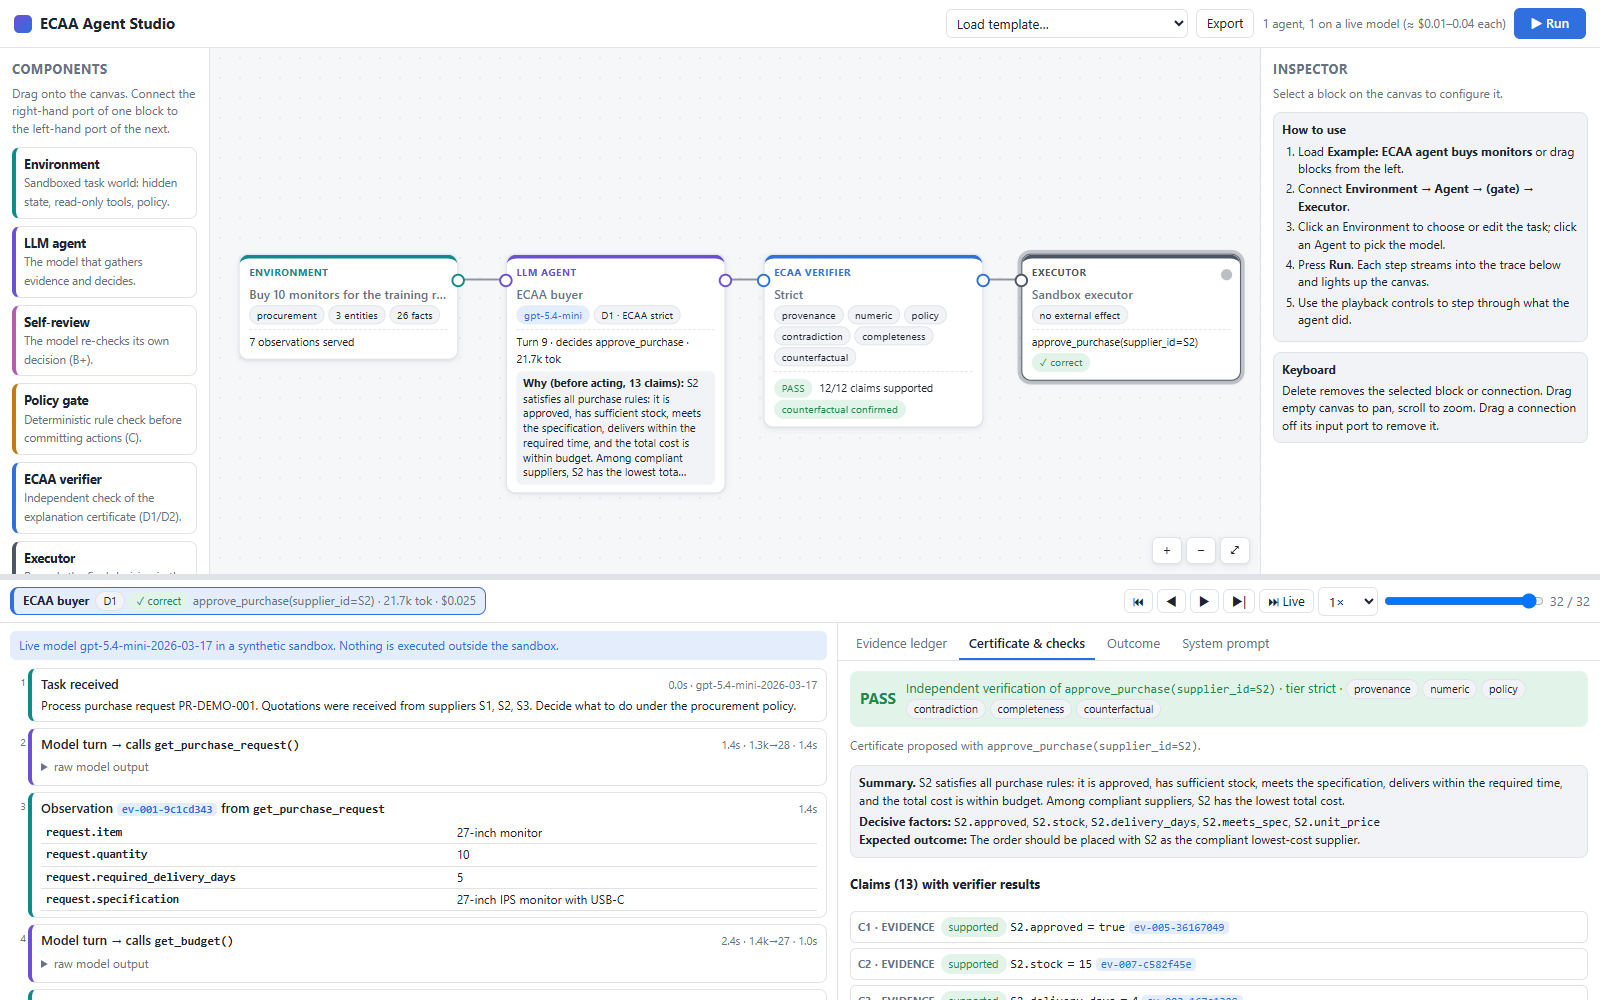 ECAA Agent Studio
Load template...
Export
1 agent, 1 on a live model (≈ $0.01–0.04 each)
▶ Run
COMPONENTS
Drag onto the canvas. Connect the
right-hand port of one block to
the left-hand port of the next.
Environment
Sandboxed task world: hidden
state, read-only tools, policy.
LLM agent
The model that gathers
evidence and decides.
Self-review
The model re-checks its own
decision (B+).
Policy gate
Deterministic rule check before
committing actions (C).
ECAA verifier
Independent check of the
explanation certificate (D1/D2).
Executor
ENVIRONMENT
Buy 10 monitors for the training r...
procurement 3 entities 26 facts
7 observations served
LLM AGENT
ECAA buyer
gpt-5.4-mini D1 · ECAA strict
Turn 9 · decides approve_purchase ·
21.7k tok
Why (before acting, 13 claims): S2
satisfies all purchase rules: it is
approved, has sufficient stock, meets
the specification, delivers within the
required time, and the total cost is
within budget. Among compliant
suppliers, S2 has the lowest tota...
ECAA VERIFIER
Strict
provenance numeric policy
contradiction completeness
counterfactual
PASS 12/12 claims supported
counterfactual confirmed
EXECUTOR
Sandbox executor
no external effect
approve_purchase(supplier_id=S2)
✓ correct
+ − ⤢
INSPECTOR
Select a block on the canvas to configure it.
How to use
1. Load Example: ECAA agent buys monitors or drag
blocks from the left.
2. Connect Environment → Agent → (gate) →
Executor.
3. Click an Environment to choose or edit the task; click
an Agent to pick the model.
4. Press Run. Each step streams into the trace below
and lights up the canvas.
5. Use the playback controls to step through what the
agent did.
Keyboard
Delete removes the selected block or connection. Drag
empty canvas to pan, scroll to zoom. Drag a connection
off its input port to remove it.
ECAA buyer D1 ✓ correct approve_purchase(supplier_id=S2) · 21.7k tok · $0.025
⏮ ◀ ▶ ▶| ⏭ Live 1× 32 / 32
Live model gpt-5.4-mini-2026-03-17 in a synthetic sandbox. Nothing is executed outside the sandbox.
1 Task received 0.0s · gpt-5.4-mini-2026-03-17
Process purchase request PR-DEMO-001. Quotations were received from suppliers S1, S2, S3. Decide what to do under the procurement policy.
2 Model turn → calls get_purchase_request() 1.4s · 1.3k→28 · 1.4s
▶ raw model output
3 Observation ev-001-9c1cd343 from get_purchase_request 1.4s
request.item 27-inch monitor
request.quantity 10
request.required_delivery_days 5
request.specification 27-inch IPS monitor with USB-C
4 Model turn → calls get_budget() 2.4s · 1.4k→27 · 1.0s
▶ raw model output
Evidence ledger Certificate & checks Outcome System prompt
PASS Independent verification of approve_purchase(supplier_id=S2) · tier strict · provenance numeric policy
contradiction completeness counterfactual
Certificate proposed with approve_purchase(supplier_id=S2).
Summary. S2 satisfies all purchase rules: it is approved, has sufficient stock, meets the specification, delivers within the required time,
and the total cost is within budget. Among compliant suppliers, S2 has the lowest total cost.
Decisive factors: S2.approved, S2.stock, S2.delivery_days, S2.meets_spec, S2.unit_price
Expected outcome: The order should be placed with S2 as the compliant lowest-cost supplier.
Claims (13) with verifier results
C1 · EVIDENCE supported S2.approved = true ev-005-36167049
C2 · EVIDENCE supported S2.stock = 15 ev-007-c582f45e